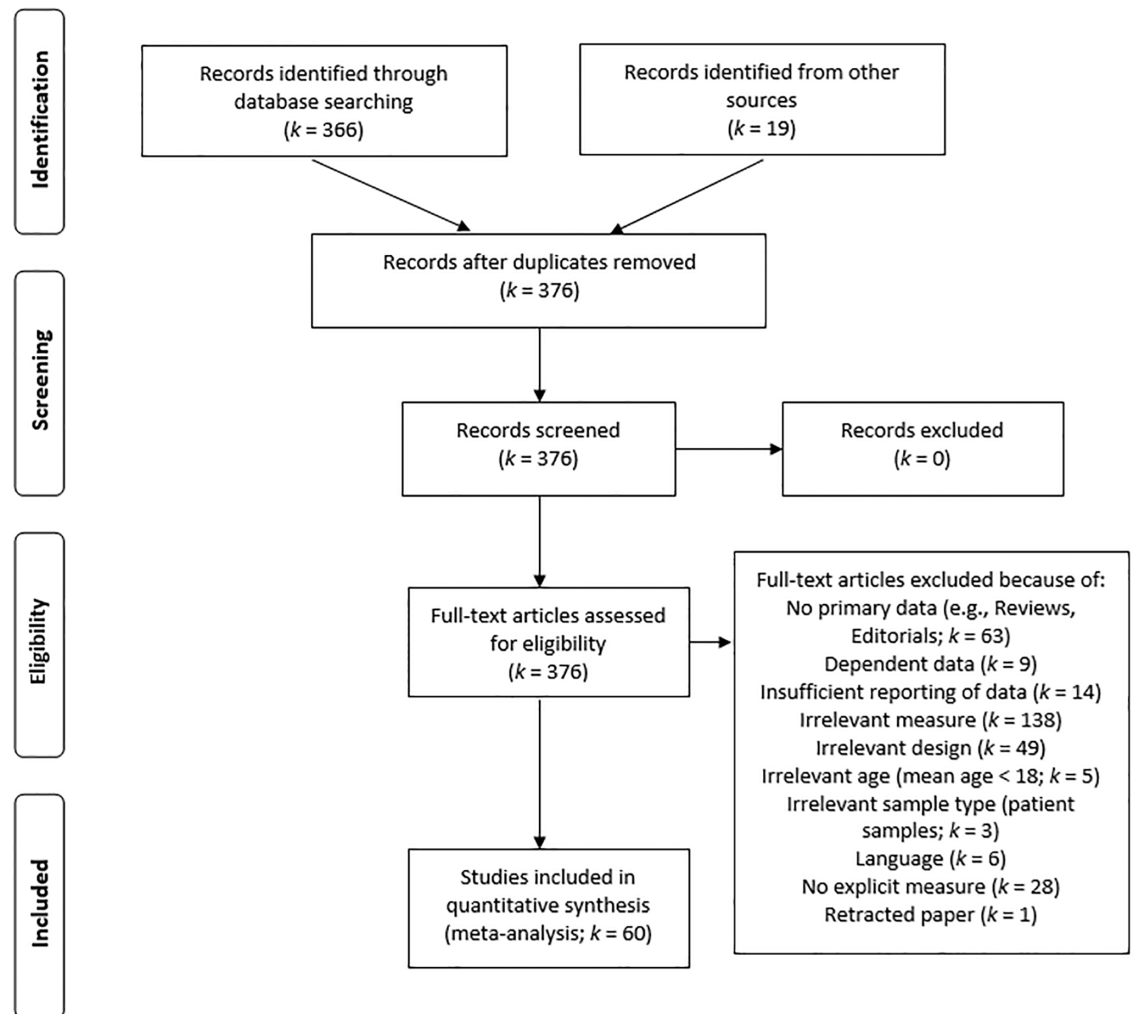 Identification
Records identified through
database searching
(k = 366)
Records identified from other
sources
(k = 19)
Records after duplicates removed
(k = 376)
Screening
Records screened
(k = 376)
Records excluded
(k = 0)
Eligibility
Full-text articles assessed
for eligibility
(k = 376)
Full-text articles excluded because of:
No primary data (e.g., Reviews,
Editorials; k = 63)
Dependent data (k = 9)
Insufficient reporting of data (k = 14)
Irrelevant measure (k = 138)
Irrelevant design (k = 49)
Irrelevant age (mean age < 18; k = 5)
Irrelevant sample type (patient
samples; k = 3)
Language (k = 6)
No explicit measure (k = 28)
Retracted paper (k = 1)
Included
Studies included in
quantitative synthesis
(meta-analysis; k = 60)